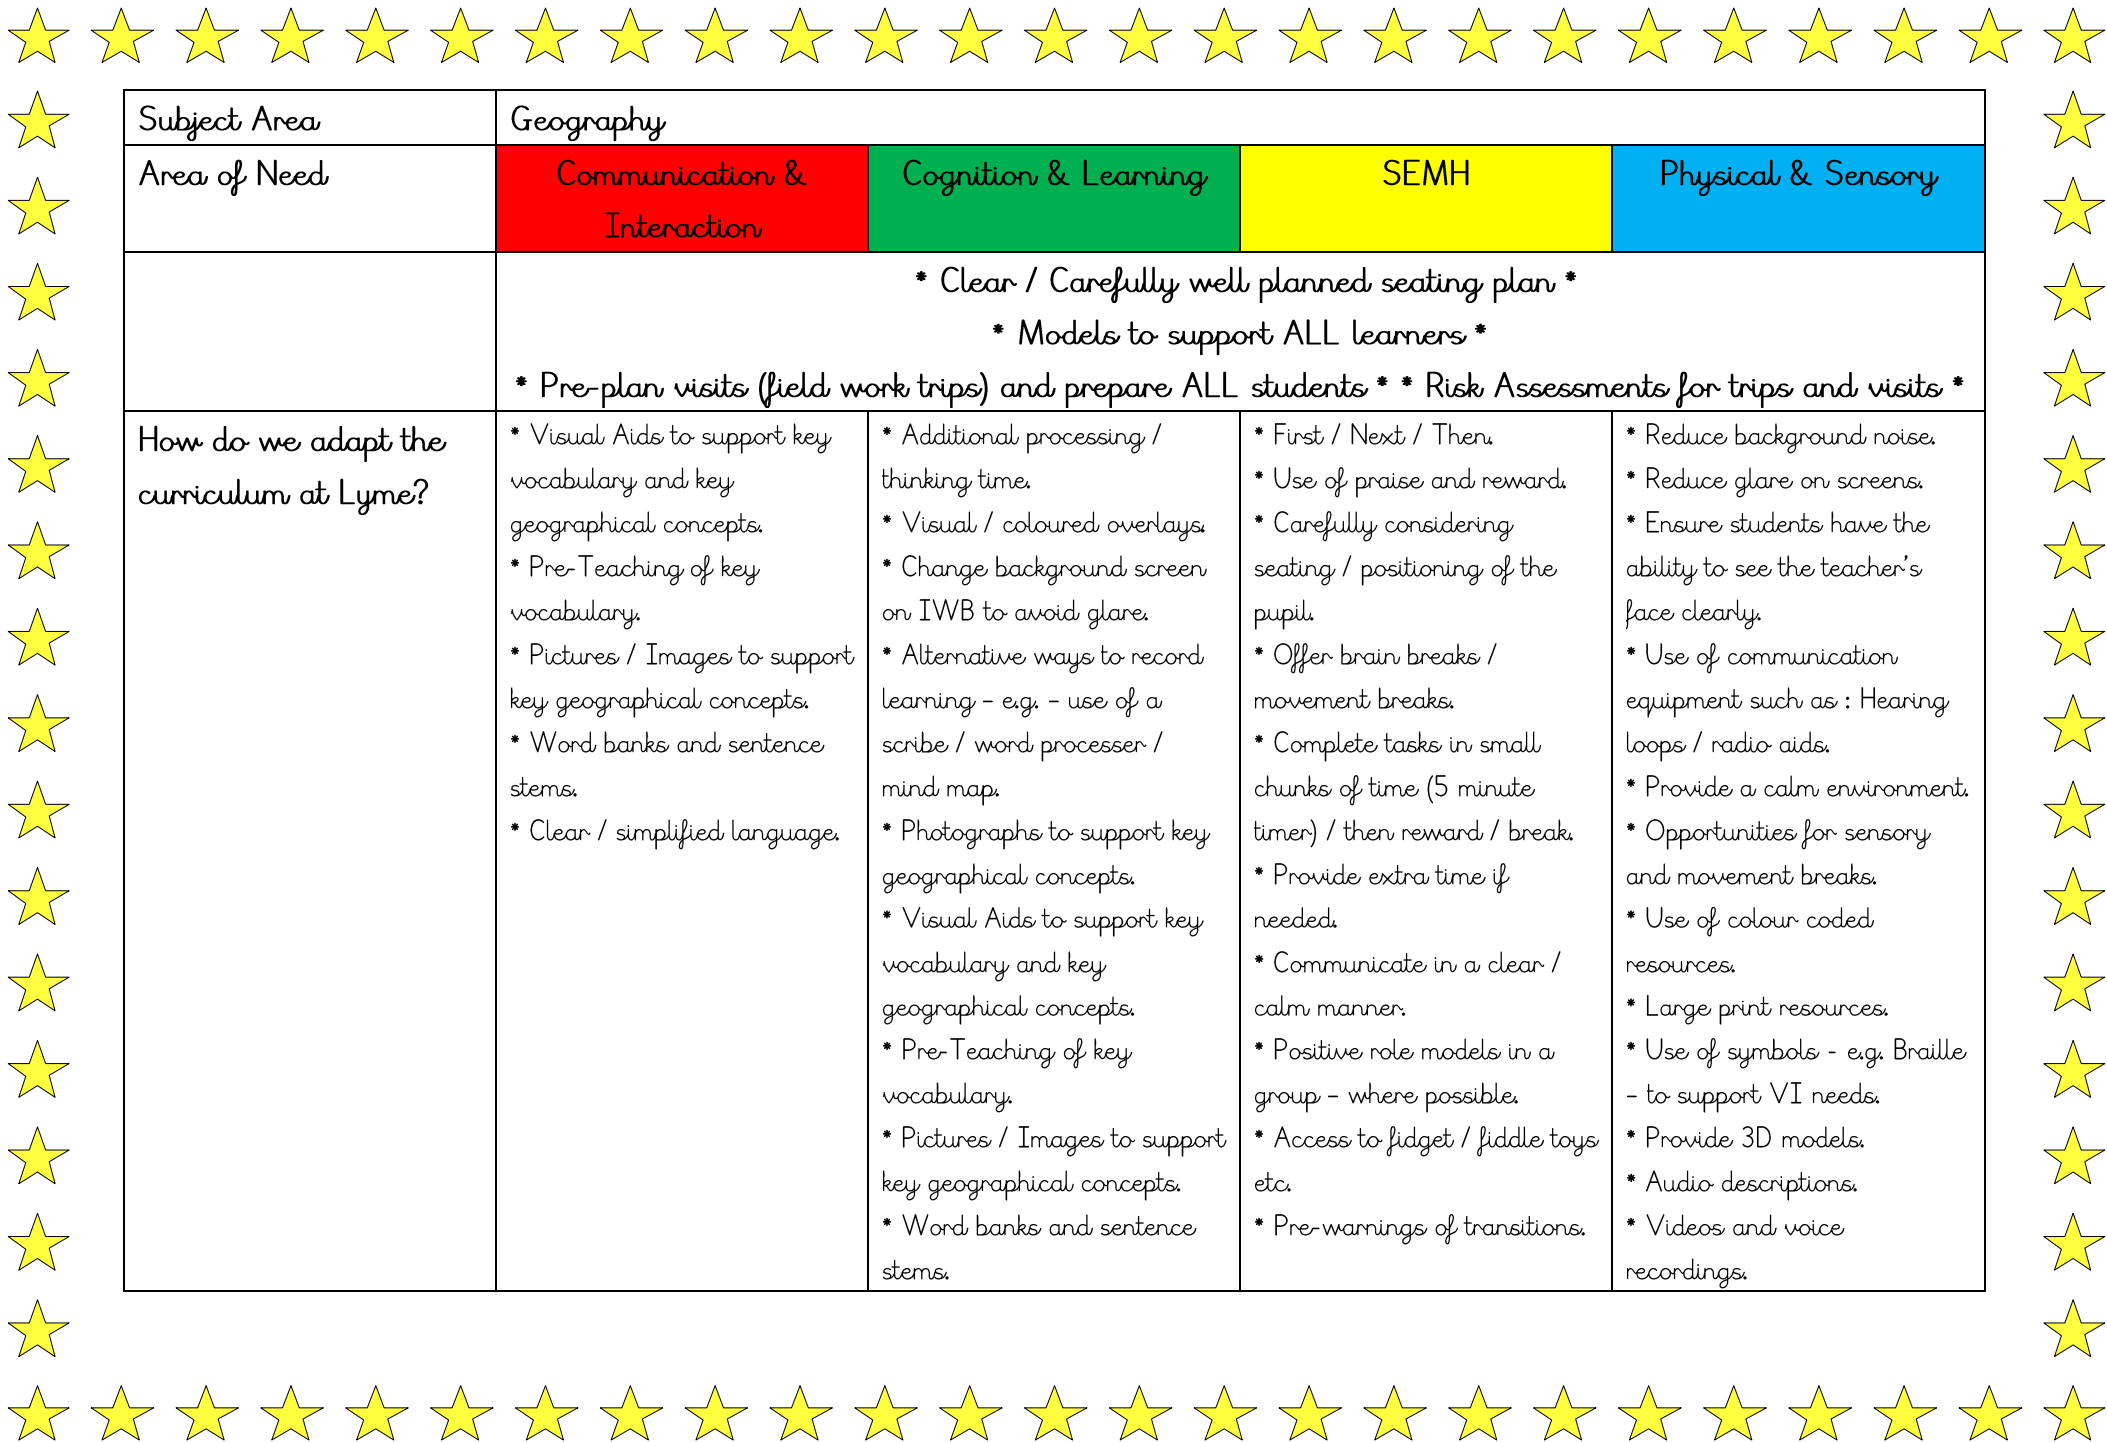 Subject Area
Geography
Area of Need
Communication &
Interaction
Cognition & Learning
SEMH
Physical & Sensory
* Clear / Carefully well planned seating plan *
* Models to support ALL learners *
* Pre-plan visits (field work trips) and prepare ALL students * * Risk Assessments for trips and visits *
How do we adapt the
curriculum at Lyme?
* Visual Aids to support key
vocabulary and key
geographical concepts.
* Pre-Teaching of key
vocabulary.
* Pictures / Images to support
key geographical concepts.
* Word banks and sentence
stems.
* Clear / simplified language.
* Additional processing /
thinking time.
* Visual / coloured overlays.
* Change background screen
on IWB to avoid glare.
* Alternative ways to record
learning – e.g. – use of a
scribe / word processer /
mind map.
* Photographs to support key
geographical concepts.
* Visual Aids to support key
vocabulary and key
geographical concepts.
* Pre-Teaching of key
vocabulary.
* Pictures / Images to support
key geographical concepts.
* Word banks and sentence
stems.
* First / Next / Then.
* Use of praise and reward.
* Carefully considering
seating / positioning of the
pupil.
* Offer brain breaks /
movement breaks.
* Complete tasks in small
chunks of time (5 minute
timer) / then reward / break.
* Provide extra time if
needed.
* Communicate in a clear /
calm manner.
* Positive role models in a
group – where possible.
* Access to fidget / fiddle toys
etc.
* Pre-warnings of transitions.
* Reduce background noise.
* Reduce glare on screens.
* Ensure students have the
ability to see the teacher’s
face clearly.
* Use of communication
equipment such as : Hearing
loops / radio aids.
* Provide a calm environment.
* Opportunities for sensory
and movement breaks.
* Use of colour coded
resources.
* Large print resources.
* Use of symbols - e.g. Braille
– to support VI needs.
* Provide 3D models.
* Audio descriptions.
* Videos and voice
recordings.